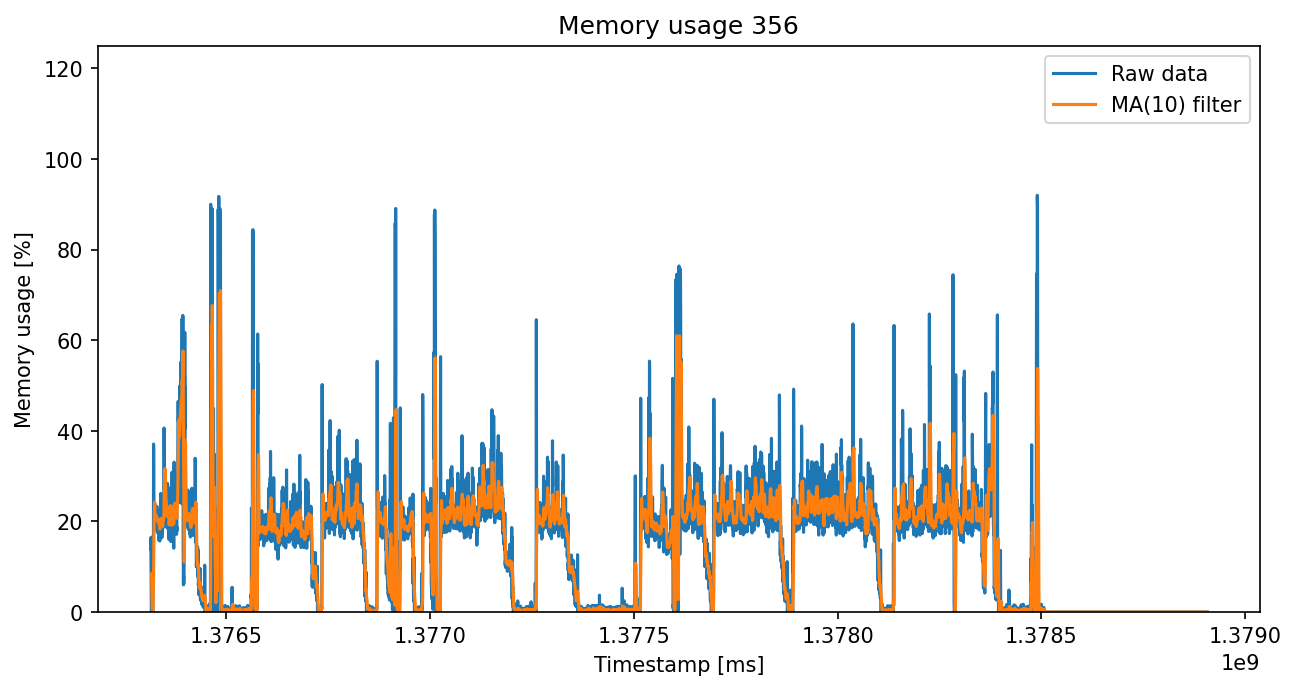 Memory usage 356
Raw data
MA(10) filter
Memory usage [%]
120
100
80
60
40
20
0
1.3765
1.3770
1.3775
1.3780
1.3785
1.3790
1e9
Timestamp [ms]